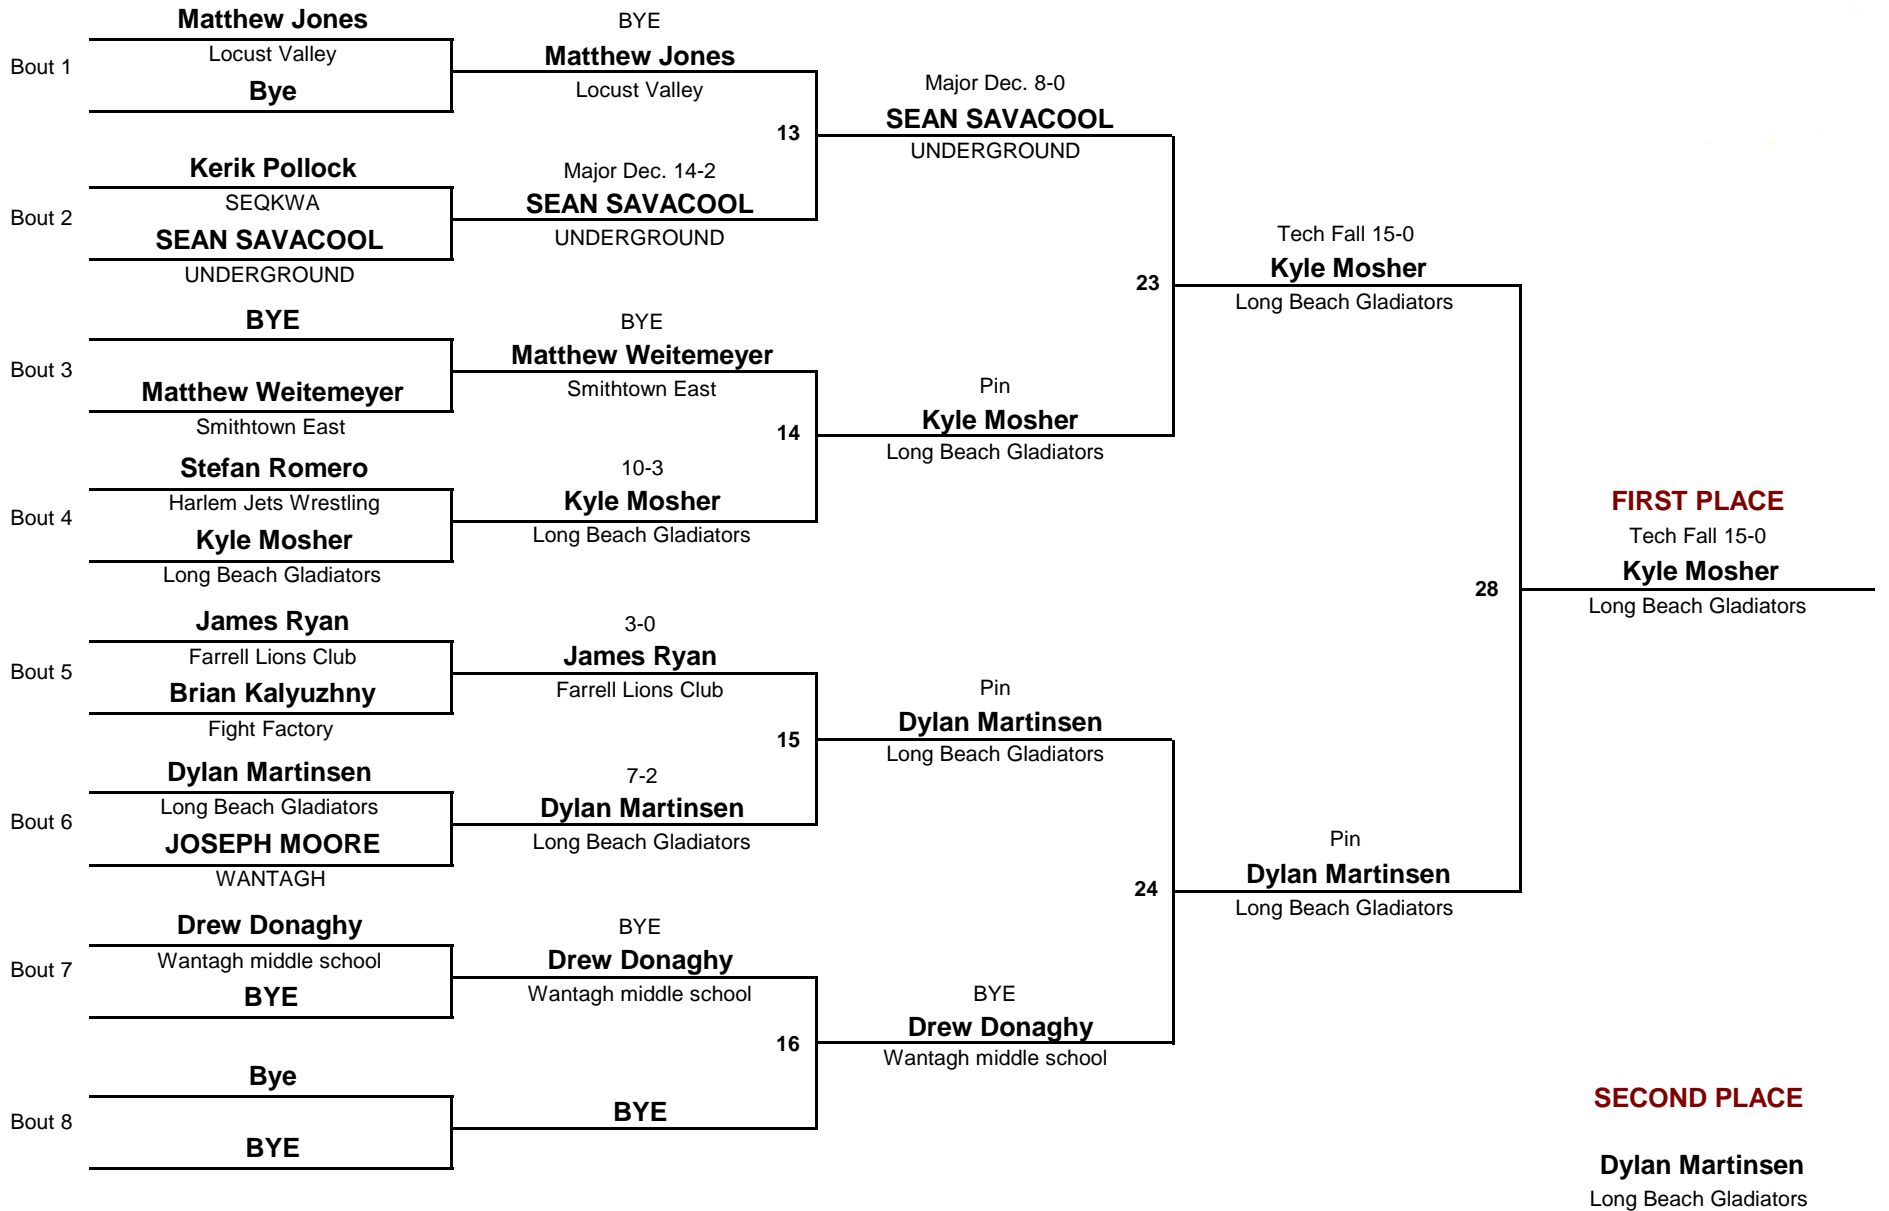 Matthew Jones
Locust Valley
Bout 1
Bye
Kerik Pollock
SEQKWA
Bout 2
SEAN SAVACOOL
UNDERGROUND
BYE
Bout 3
Matthew Weitemeyer
Smithtown East
Stefan Romero
Harlem Jets Wrestling
Bout 4
Kyle Mosher
Long Beach Gladiators
James Ryan
Farrell Lions Club
Bout 5
Brian Kalyuzhny
Fight Factory
Dylan Martinsen
Long Beach Gladiators
Bout 6
JOSEPH MOORE
WANTAGH
Drew Donaghy
Wantagh middle school
Bout 7
BYE
Bye
Bout 8
BYE
BYE
Matthew Jones
Locust Valley
13
Major Dec. 14-2
SEAN SAVACOOL
UNDERGROUND
BYE
Matthew Weitemeyer
Smithtown East
14
10-3
Kyle Mosher
Long Beach Gladiators
3-0
James Ryan
Farrell Lions Club
15
7-2
Dylan Martinsen
Long Beach Gladiators
BYE
Drew Donaghy
Wantagh middle school
16
BYE
Major Dec. 8-0
SEAN SAVACOOL
UNDERGROUND
23
Pin
Kyle Mosher
Long Beach Gladiators
Pin
Dylan Martinsen
Long Beach Gladiators
24
BYE
Drew Donaghy
Wantagh middle school
Tech Fall 15-0
Kyle Mosher
Long Beach Gladiators
28
Pin
Dylan Martinsen
Long Beach Gladiators
FIRST PLACE
Tech Fall 15-0
Kyle Mosher
Long Beach Gladiators
SECOND PLACE
Dylan Martinsen
Long Beach Gladiators